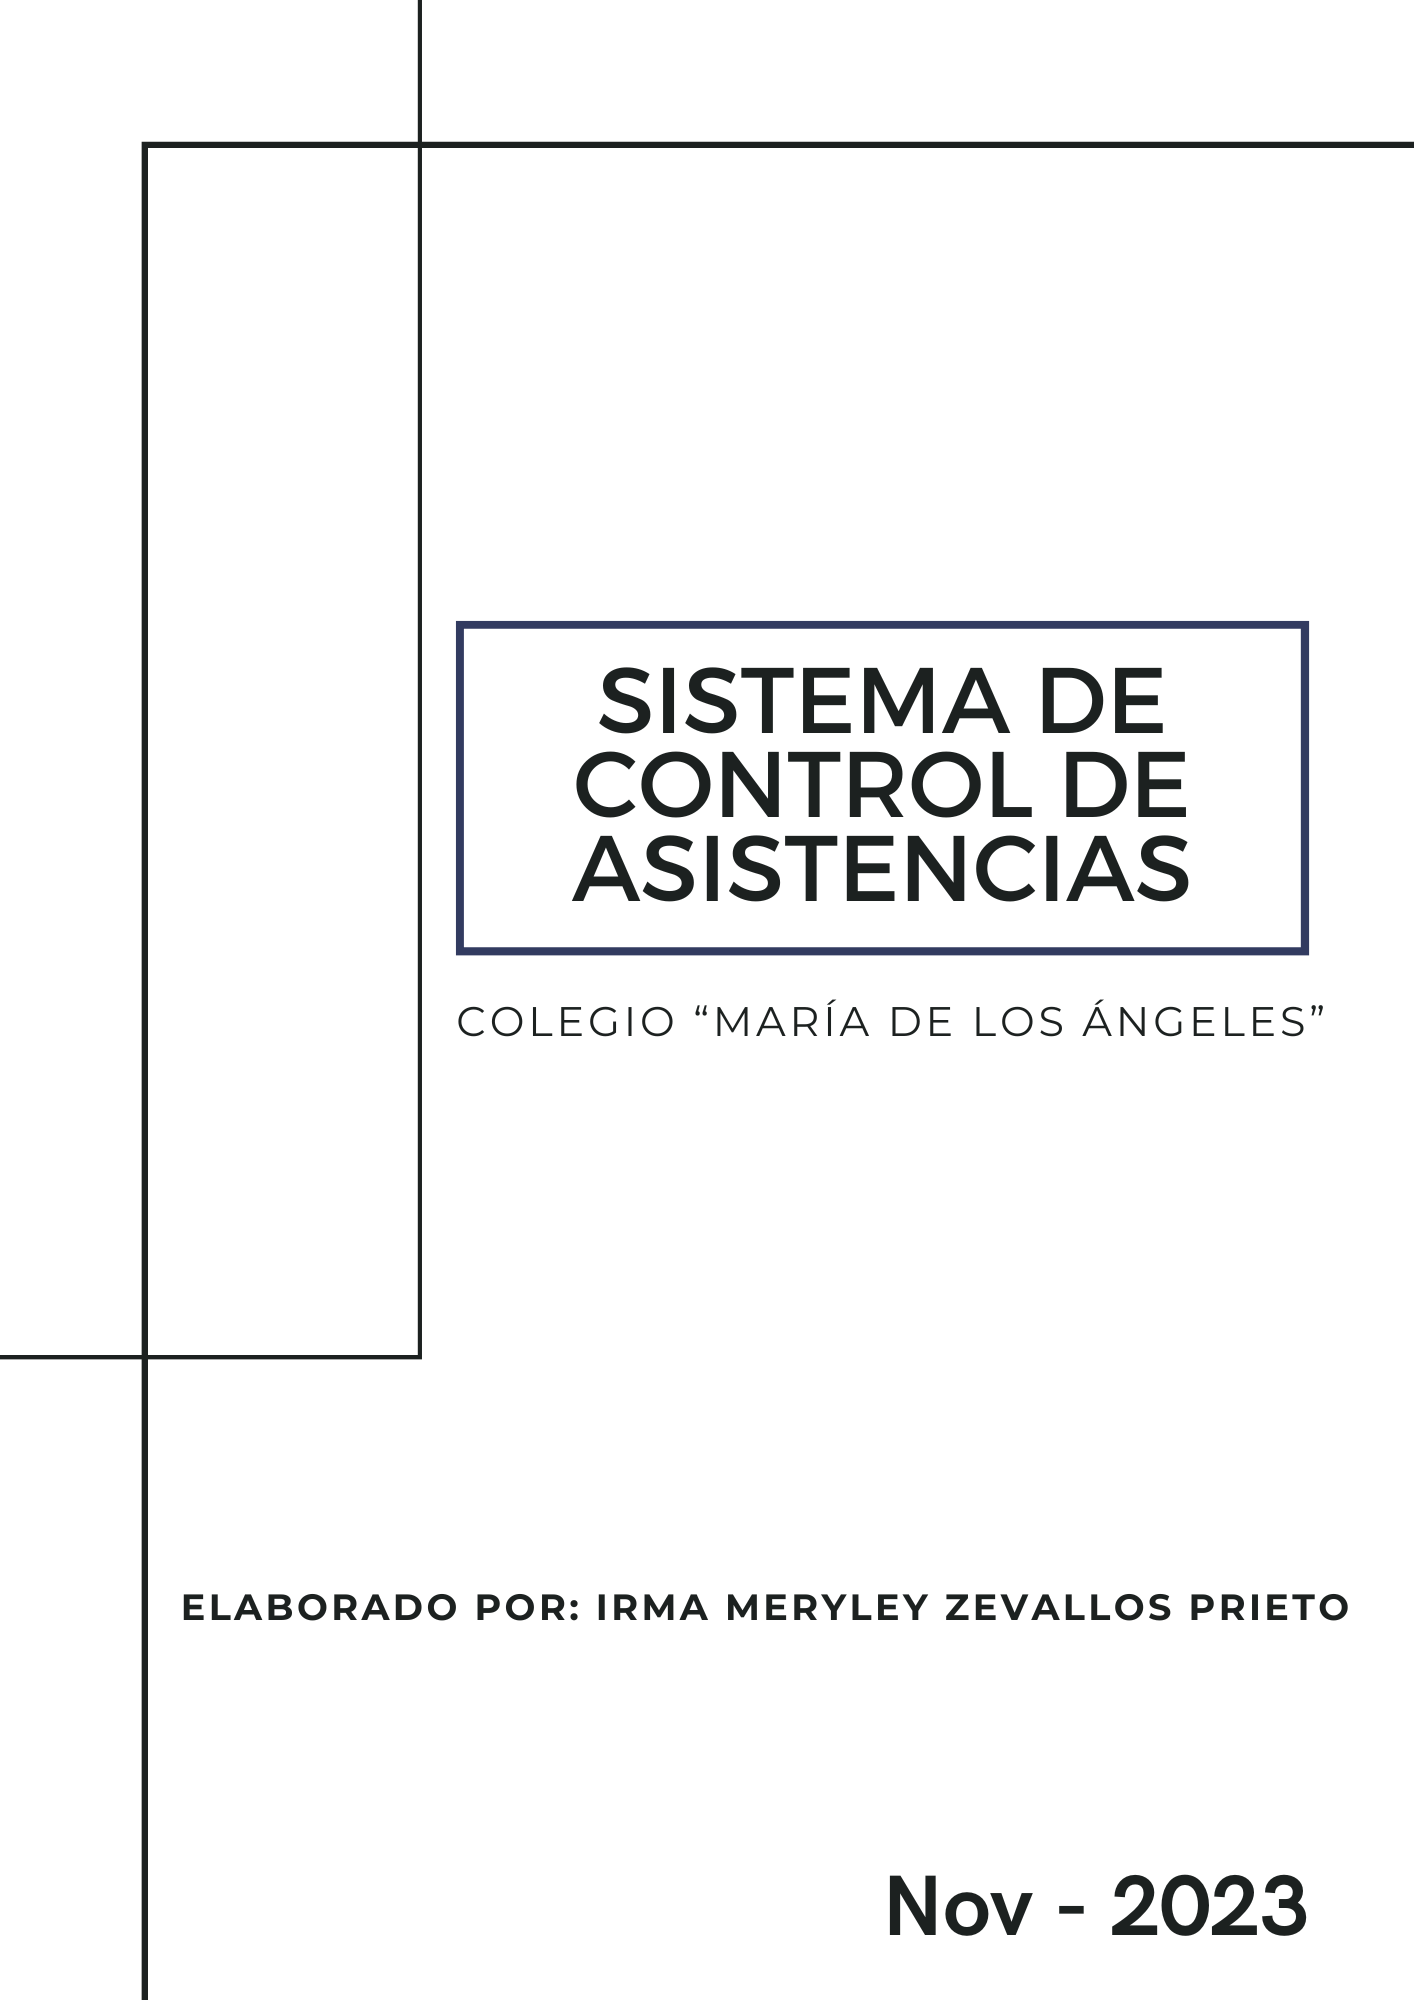 SISTEMA DE
CONTROL DE
ASISTENCIAS
COLEGIO “MARÍA DE LOS ÁNGELES”
ELABORADO POR: IRMA MERYLEY ZEVALLOS PRIETO
Nov - 2023